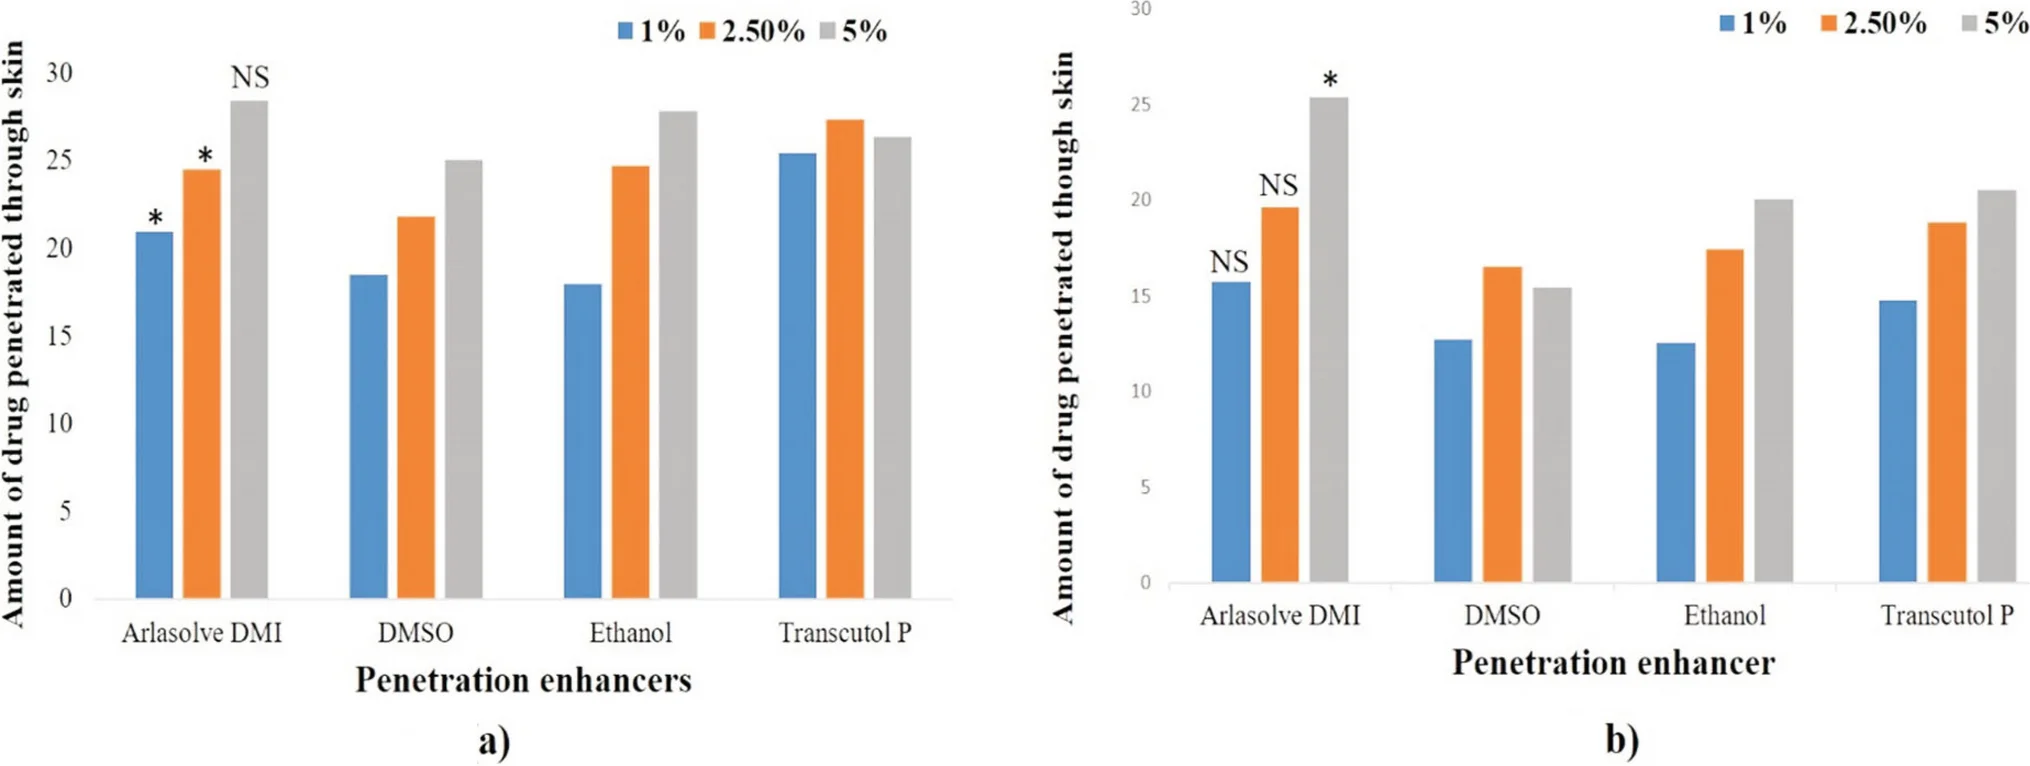 1% 2.50% 5%
Amount of drug penetrated through skin
30
25
20
15
10
5
0
NS
*
*
Arlasolve DMI DMSO Ethanol Transcutol P
Penetration enhancers
a)
1% 2.50% 5%
Amount of drug penetrated though skin
30
25
20
15
10
5
0
*
NS
NS
Arlasolve DMI DMSO Ethanol Transcutol P
Penetration enhancer
b)